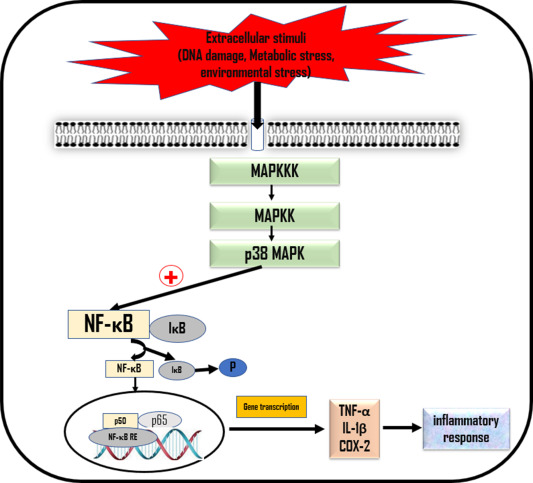 Extracellular stimuli
(DNA damage, Metabolic stress,
environmental stress)
MAPKKK
MAPKK
p38 MAPK
+
NF-κB
IκB
NF-κB
IκB
P
p50
p65
NF-κB RE
Gene transcription
TNF-α
IL-1β
COX-2
inflammatory
response